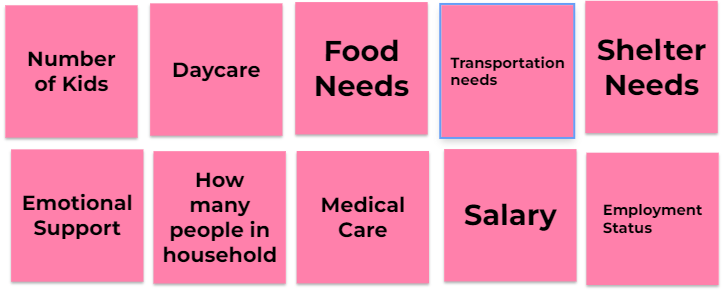 Number
of Kids
Daycare
Food
Needs
Transportation
needs
Shelter
Needs
Emotional
Support
How
many
people in
household
Medical
Care
Salary
Employment
Status